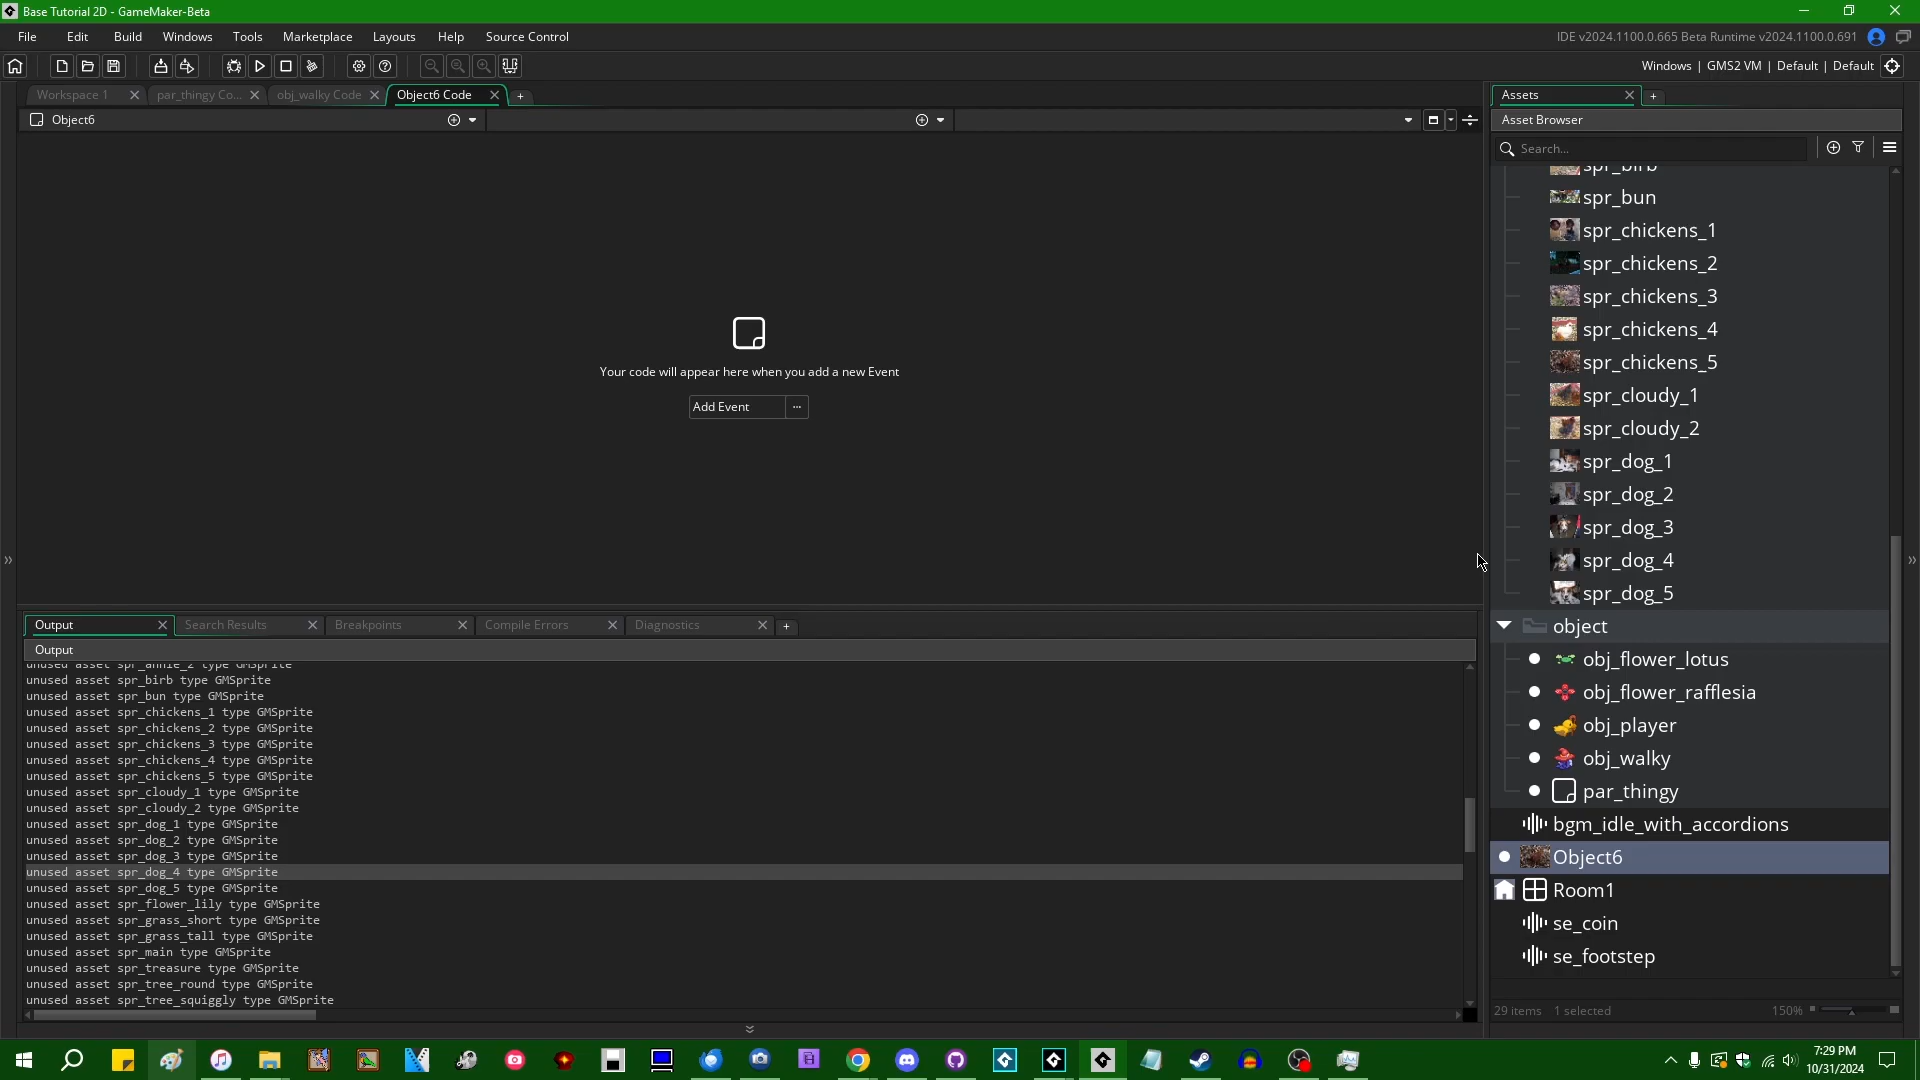 Base Tutorial 2D - GameMaker-Beta
File Edit Build Windows Tools Marketplace Layouts Help Source Control
IDE v2024.1100.0.665 Beta Runtime v2024.1100.0.691
Windows | GMS2 VM | Default | Default
Workspace 1 par_thingy Co... obj_walky Code Object6 Code
Object6
Your code will appear here when you add a new Event
Add Event ...
Output Search Results Breakpoints Compile Errors Diagnostics
Output
unused asset spr_annie_2 type GMSprite
unused asset spr_birb type GMSprite
unused asset spr_bun type GMSprite
unused asset spr_chickens_1 type GMSprite
unused asset spr_chickens_2 type GMSprite
unused asset spr_chickens_3 type GMSprite
unused asset spr_chickens_4 type GMSprite
unused asset spr_chickens_5 type GMSprite
unused asset spr_cloudy_1 type GMSprite
unused asset spr_cloudy_2 type GMSprite
unused asset spr_dog_1 type GMSprite
unused asset spr_dog_2 type GMSprite
unused asset spr_dog_3 type GMSprite
unused asset spr_dog_4 type GMSprite
unused asset spr_dog_5 type GMSprite
unused asset spr_flower_lily type GMSprite
unused asset spr_grass_short type GMSprite
unused asset spr_grass_tall type GMSprite
unused asset spr_main type GMSprite
unused asset spr_treasure type GMSprite
unused asset spr_tree_round type GMSprite
unused asset spr_tree_squiggly type GMSprite
Assets
Asset Browser
Search...
spr_birb
spr_bun
spr_chickens_1
spr_chickens_2
spr_chickens_3
spr_chickens_4
spr_chickens_5
spr_cloudy_1
spr_cloudy_2
spr_dog_1
spr_dog_2
spr_dog_3
spr_dog_4
spr_dog_5
object
obj_flower_lotus
obj_flower_rafflesia
obj_player
obj_walky
par_thingy
bgm_idle_with_accordions
Object6
Room1
se_coin
se_footstep
29 items 1 selected 150%
7:29 PM
10/31/2024